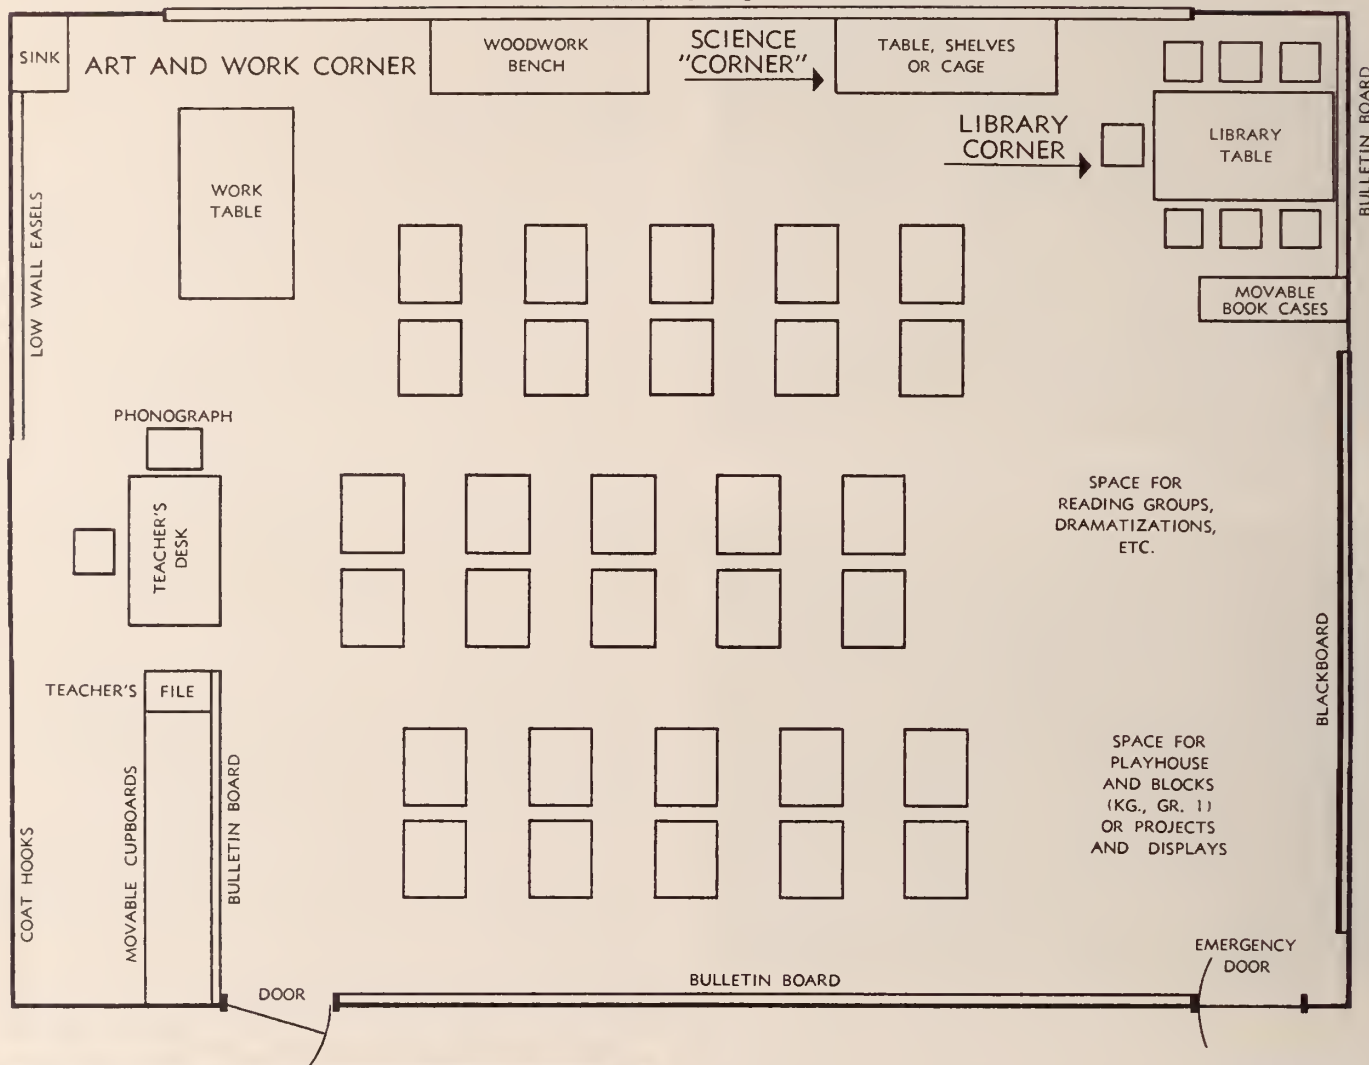 SINK
ART AND WORK CORNER
WOODWORK
BENCH
SCIENCE
"CORNER"
TABLE, SHELVES
OR CAGE
BULLETIN BOARD
LIBRARY
CORNER
LIBRARY
TABLE
WORK
TABLE
LOW WALL EASELS
MOVABLE
BOOK CASES
PHONOGRAPH
TEACHER'S
DESK
SPACE FOR
READING GROUPS,
DRAMATIZATIONS,
ETC.
BLACKBOARD
TEACHER'S FILE
MOVABLE CUPBOARDS
BULLETIN BOARD
COAT HOOKS
SPACE FOR
PLAYHOUSE
AND BLOCKS
(KG., GR. 1)
OR PROJECTS
AND DISPLAYS
EMERGENCY
DOOR
DOOR
BULLETIN BOARD